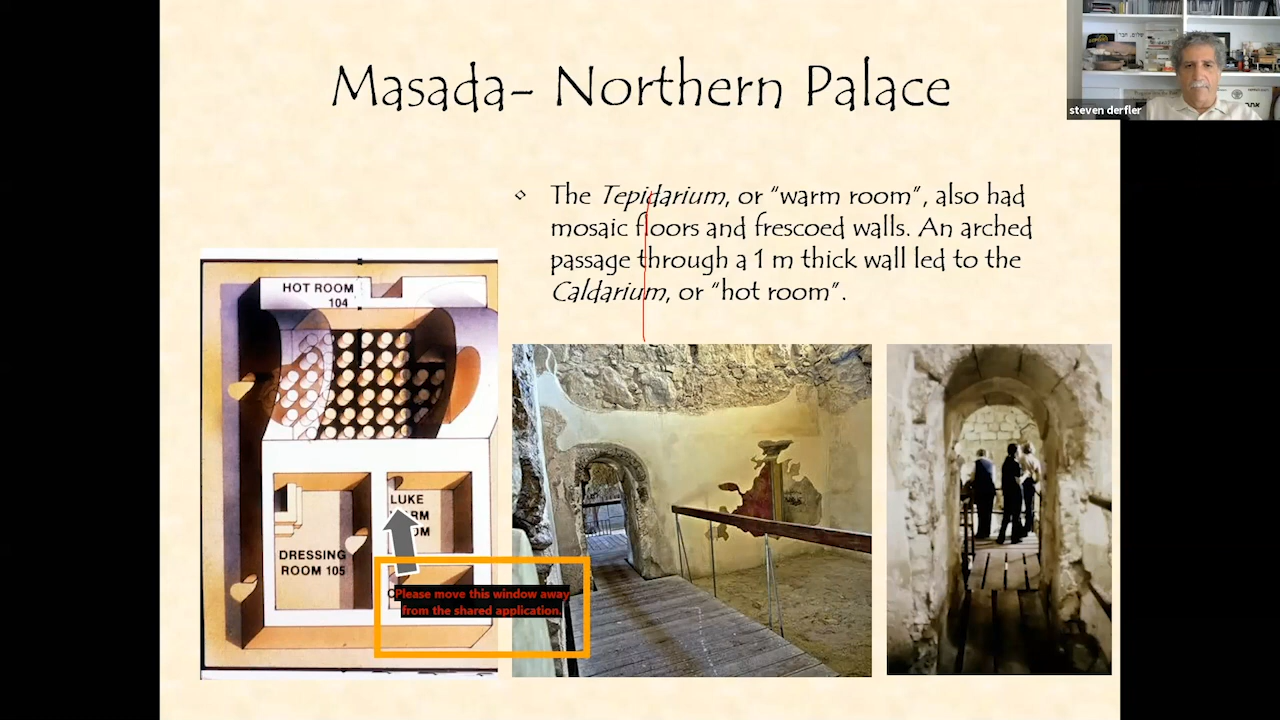 Masada- Northern Palace
steven derfler
The Tepidarium, or “warm room”, also had
mosaic floors and frescoed walls. An arched
passage through a 1 m thick wall led to the
Caldarium, or “hot room”.
HOT ROOM
104
LUKE
DRESSING
ROOM 105
Please move this window away
from the shared application.